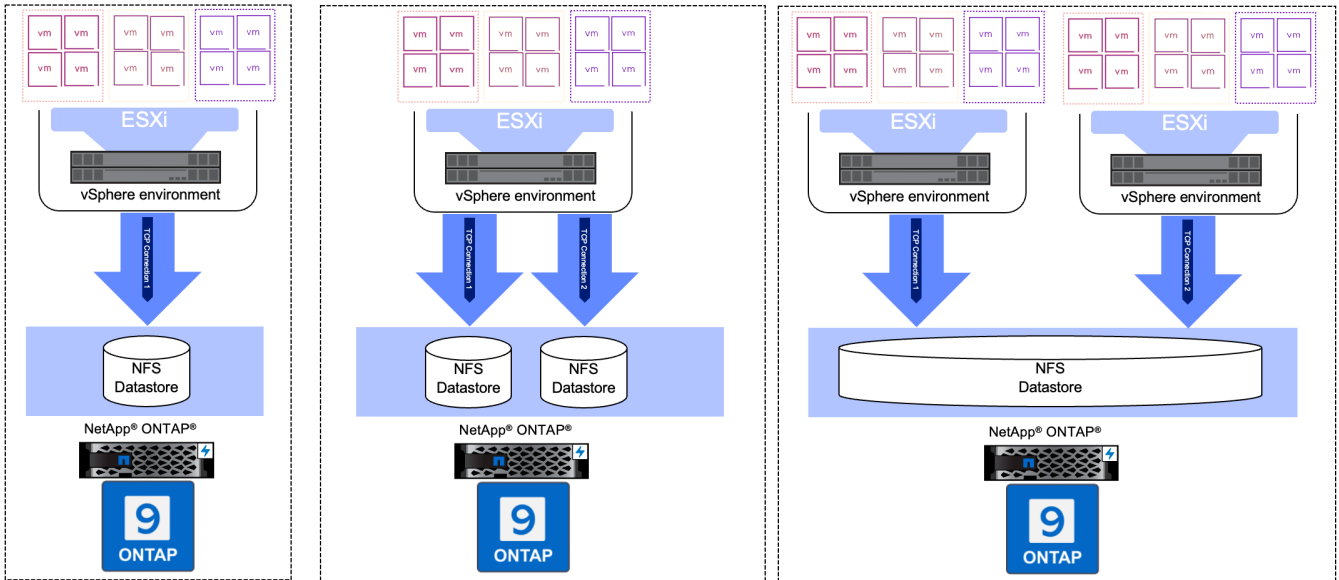 vm vm vm vm vm vm
vm vm vm vm vm vm
ESXi
vSphere environment
TCP Connection 1
NFS
Datastore
NetApp® ONTAP®
9
ONTAP
vm vm vm vm vm vm
vm vm vm vm vm vm
ESXi
vSphere environment
TCP Connection 1
TCP Connection 2
NFS
Datastore
NFS
Datastore
NetApp® ONTAP®
9
ONTAP
vm vm vm vm vm vm
vm vm vm vm vm vm
ESXi
vSphere environment
TCP Connection 1
vm vm vm vm vm vm
vm vm vm vm vm vm
ESXi
vSphere environment
TCP Connection 2
NFS
Datastore
NetApp® ONTAP®
9
ONTAP